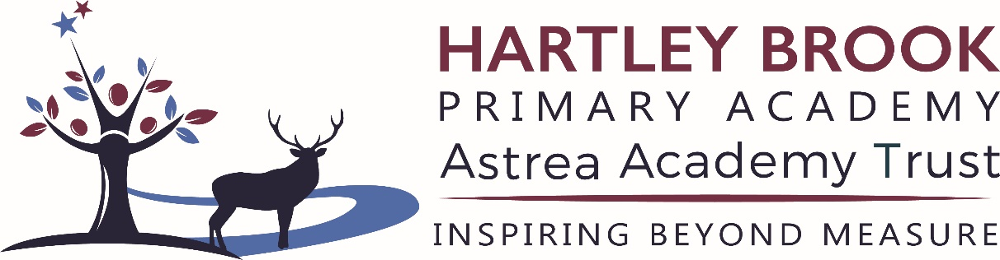 HARTLEY BROOK
PRIMARY ACADEMY
Astrea Academy Trust
INSPIRING BEYOND MEASURE